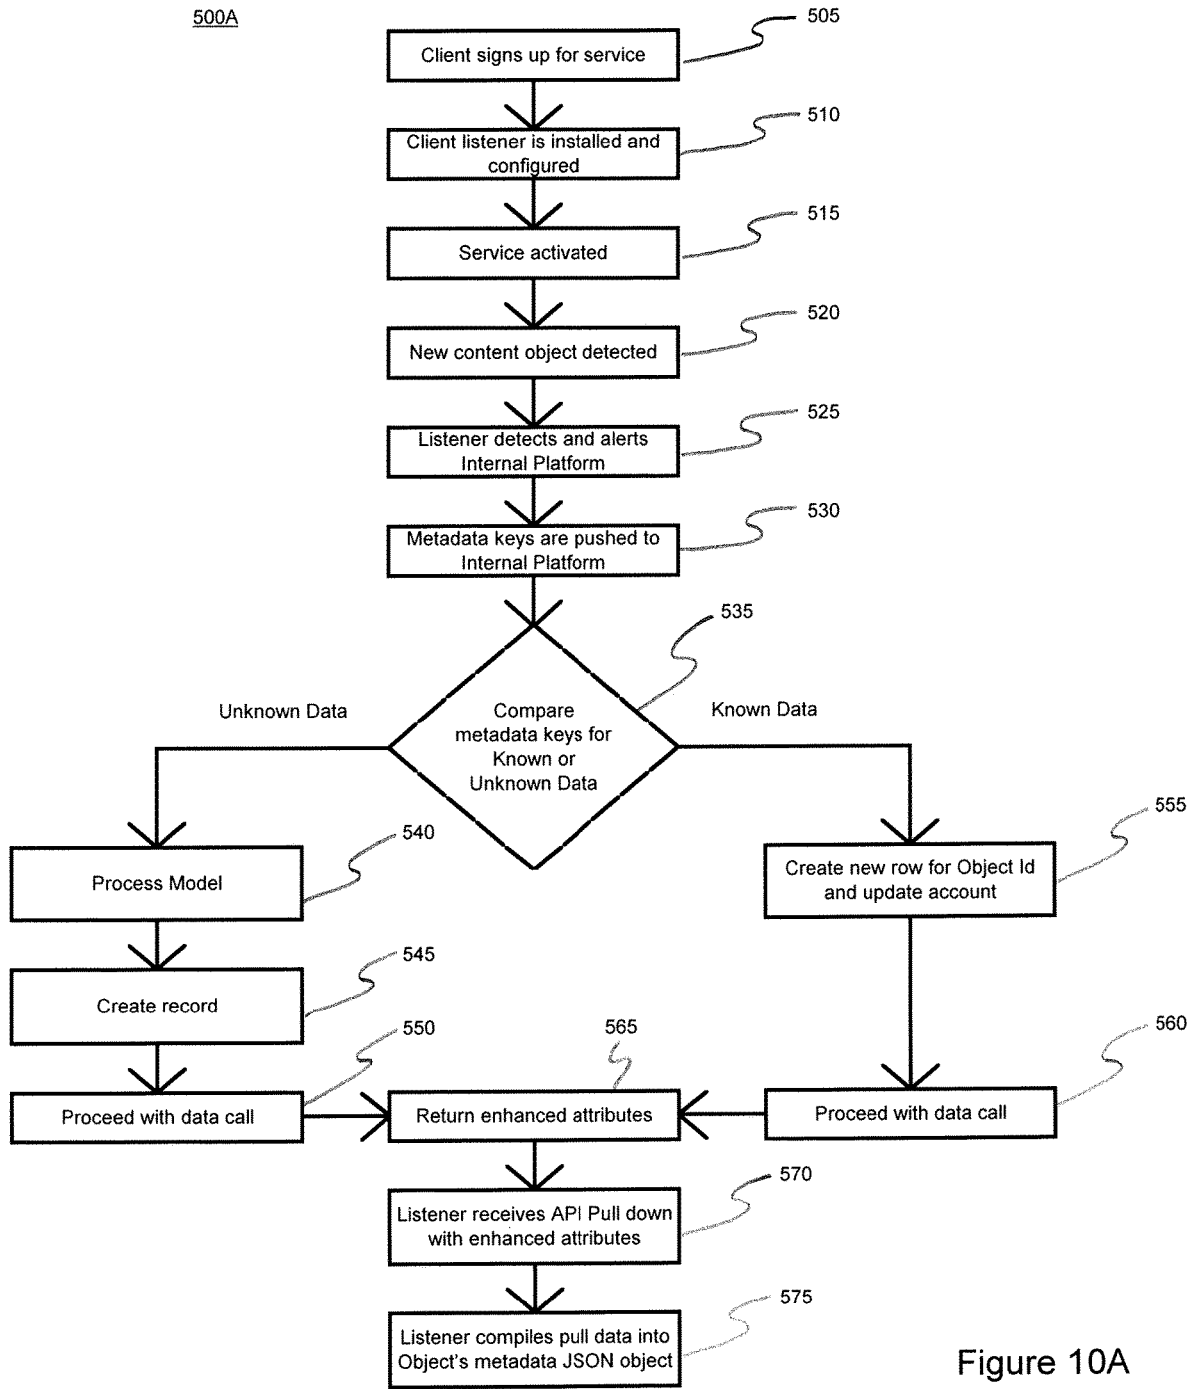 500A
505
Client signs up for service
510
Client listener is installed and
configured
515
Service activated
520
New content object detected
525
Listener detects and alerts
Internal Platform
530
Metadata keys are pushed to
Internal Platform
535
Unknown Data
Known Data
Compare
metadata keys for
Known or
Unknown Data
540
Process Model
555
Create new row for Object Id
and update account
545
Create record
550
Proceed with data call
565
Return enhanced attributes
560
Proceed with data call
570
Listener receives API Pull down
with enhanced attributes
575
Listener compiles pull data into
Object's metadata JSON object
Figure 10A